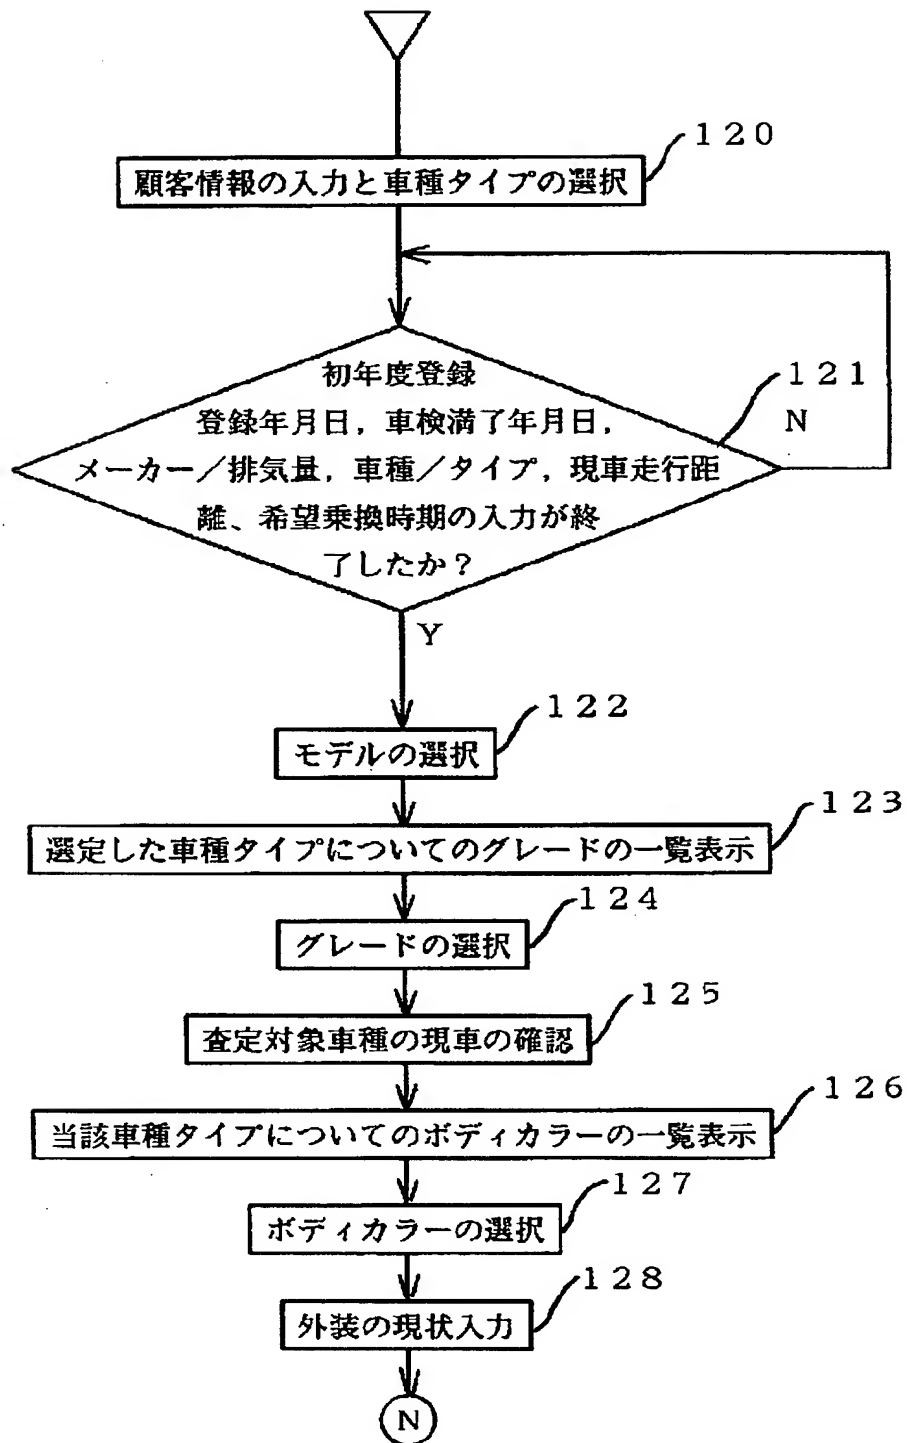 120
顧客情報の入力と車種タイプの選択
初年度登録
121
登録年月日，車検満了年月日，
N
メーカー／排気量，車種／タイプ，現車走行距
離、希望乗換時期の入力が終
了したか？
Y
122
モデルの選択
123
選定した車種タイプについてのグレードの一覧表示
124
グレードの選択
125
査定対象車種の現車の確認
126
当該車種タイプについてのボディカラーの一覧表示
127
ボディカラーの選択
128
外装の現状入力
N